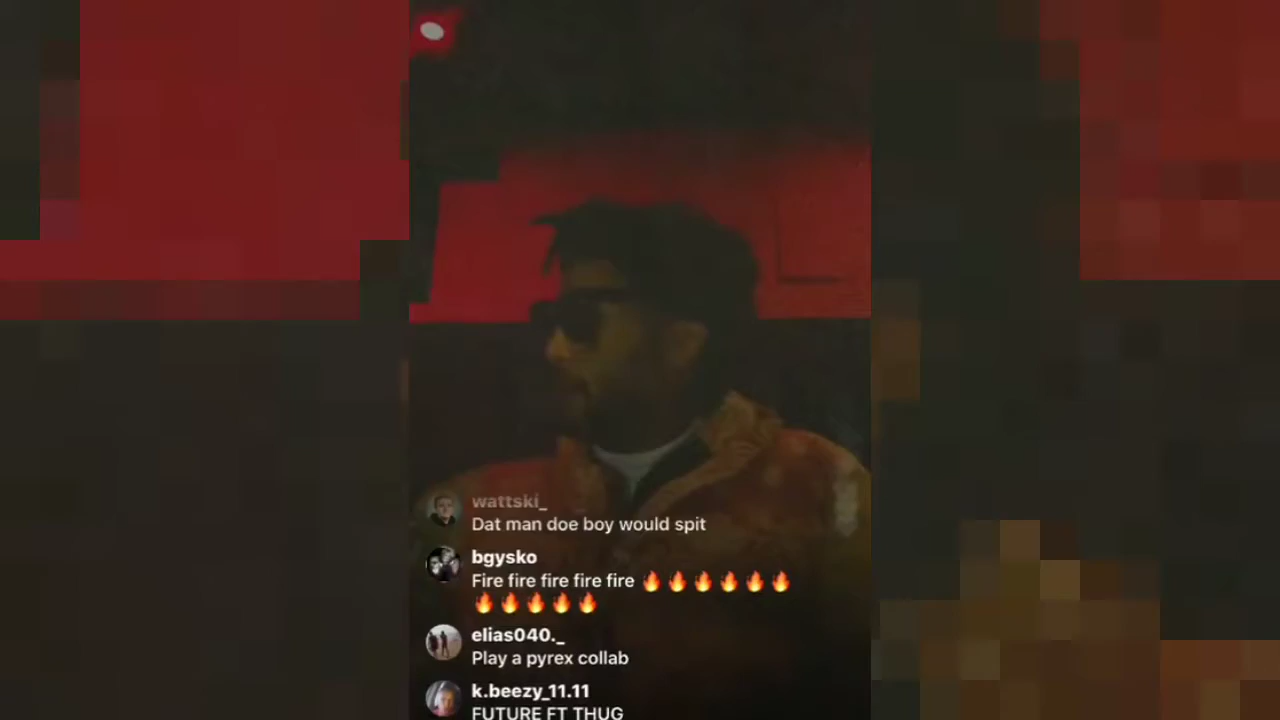 wattski_
Dat man doe boy would spit
bgysko
Fire fire fire fire fire 🔥🔥🔥🔥🔥🔥
🔥🔥🔥🔥🔥
elias040._
Play a pyrex collab
k.beezy_11.11
FUTURE FT THUG